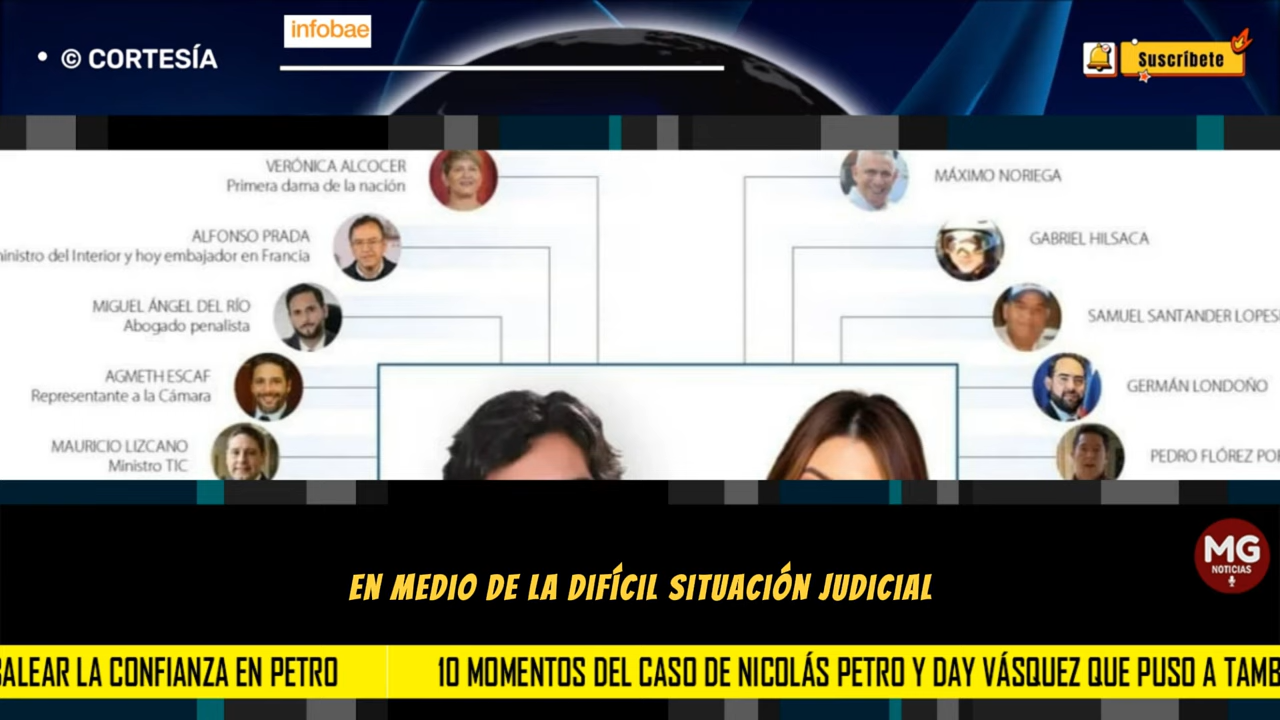 • © CORTESÍA
infobae
Suscríbete
VERÓNICA ALCOCER
Primera dama de la nación
ALFONSO PRADA
inistro del Interior y hoy embajador en Francia
MIGUEL ÁNGEL DEL RÍO
Abogado penalista
AGMETH ESCAF
Representante a la Cámara
MAURICIO LIZCANO
Ministro TIC
MÁXIMO NORIEGA
GABRIEL HILSACA
SAMUEL SANTANDER LOPES
GERMÁN LONDOÑO
PEDRO FLÓREZ POR
EN MEDIO DE LA DIFÍCIL SITUACIÓN JUDICIAL
MG
NOTICIAS
BALEAR LA CONFIANZA EN PETRO
10 MOMENTOS DEL CASO DE NICOLÁS PETRO Y DAY VÁSQUEZ QUE PUSO A TAMB